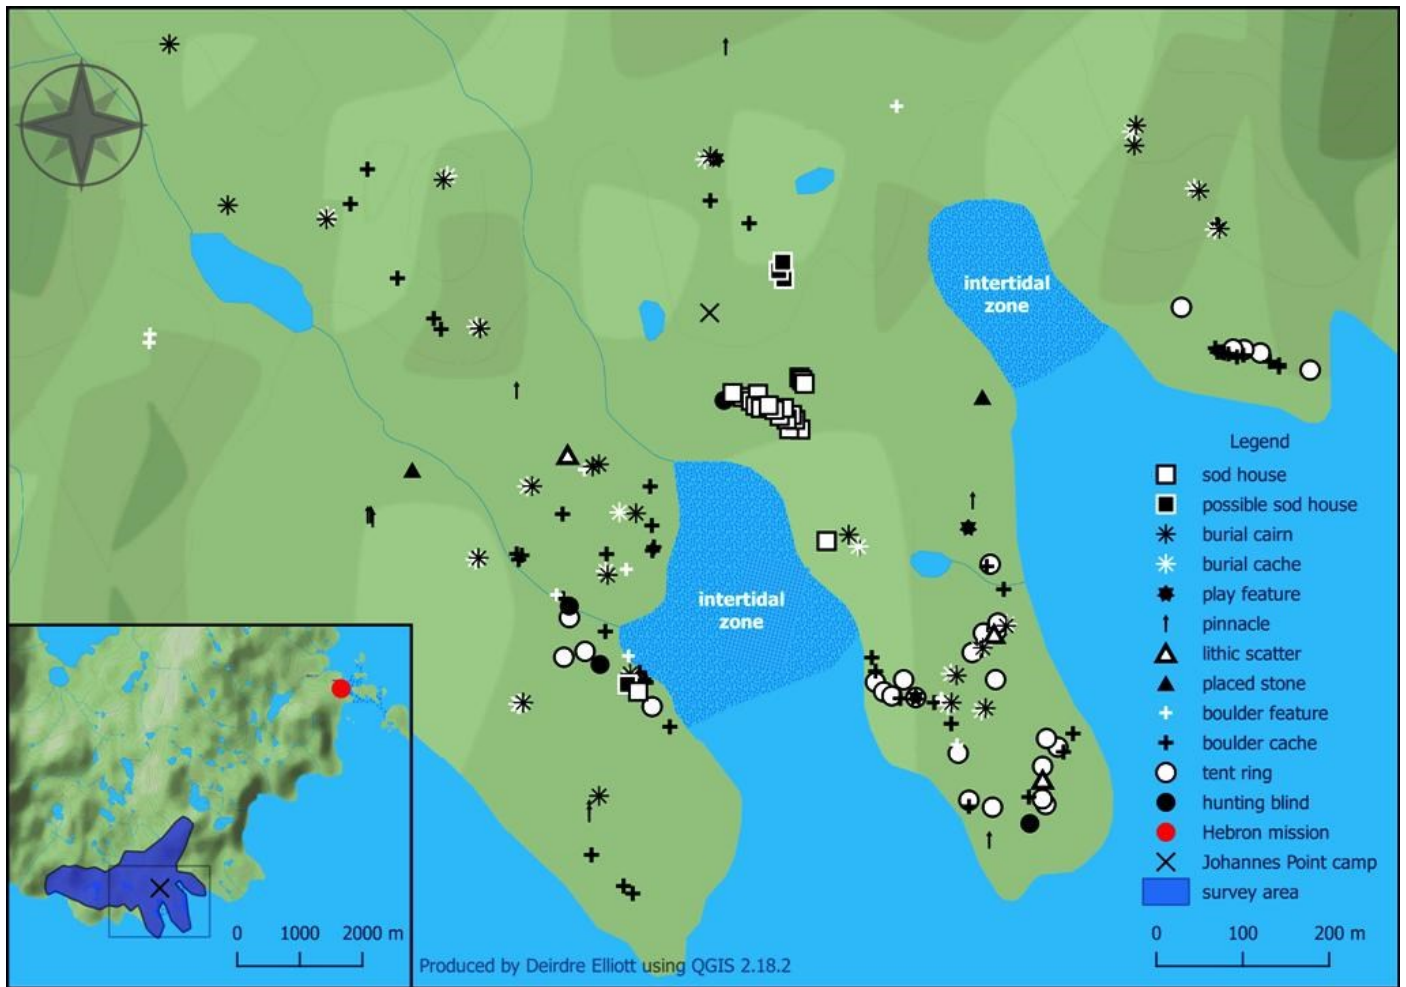 intertidal
zone
intertidal
zone
Legend
sod house
possible sod house
burial cairn
burial cache
play feature
pinnacle
lithic scatter
placed stone
boulder feature
boulder cache
tent ring
hunting blind
Hebron mission
Johannes Point camp
survey area
0 100 200 m
0 1000 2000 m
Produced by Deirdre Elliott using QGIS 2.18.2